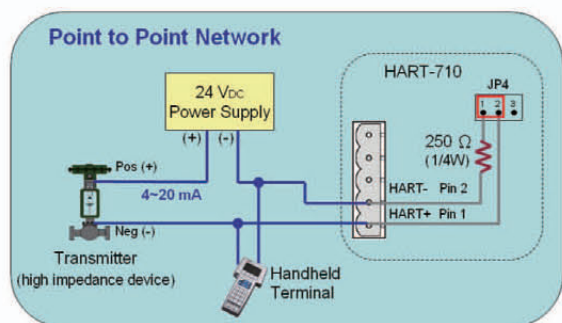 Point to Point Network
24 VDC
Power Supply
(+) (-)
HART-710
JP4
1 2 3
250 Ω
(1/4W)
Pos (+)
4~20 mA
HART- Pin 2
HART+ Pin 1
Neg (-)
Transmitter
(high impedance device)
Handheld
Terminal